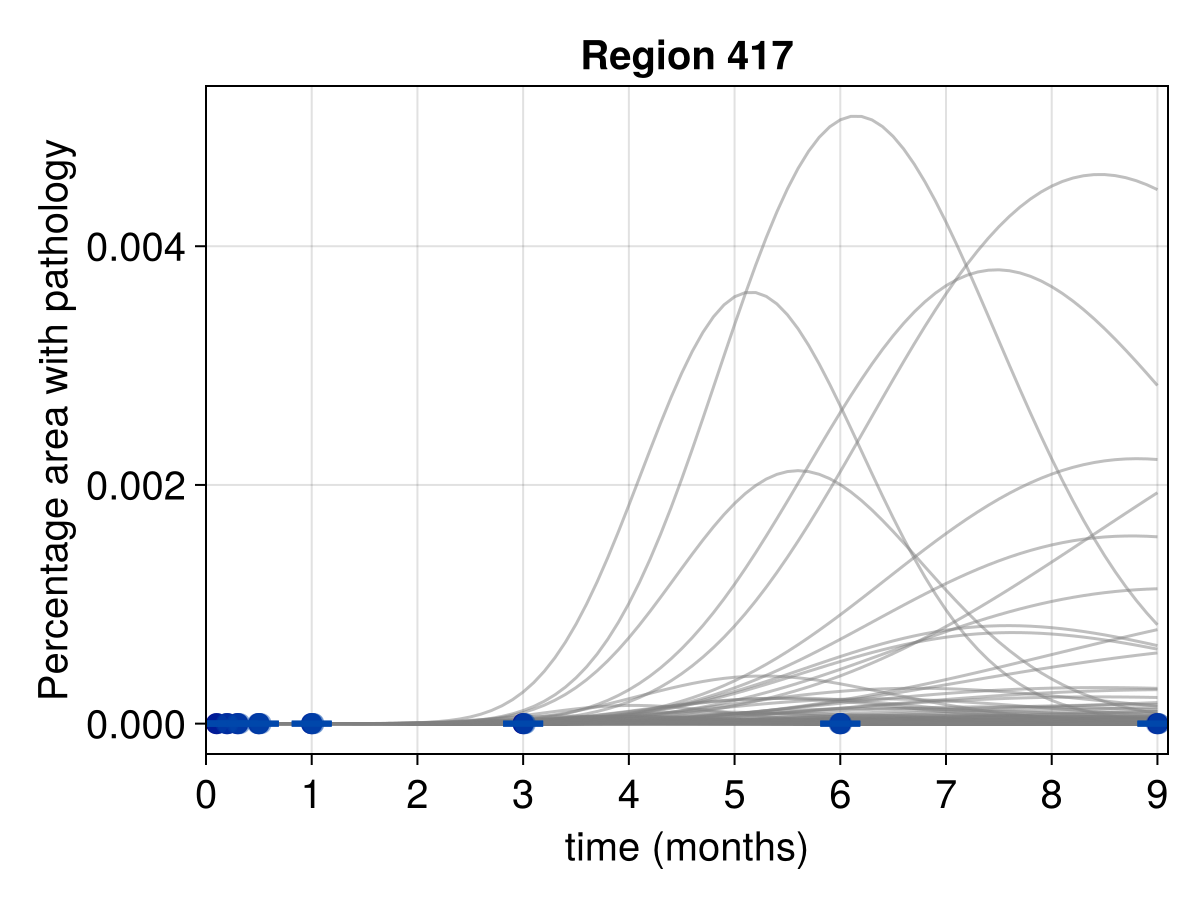 Region 417
Percentage area with pathology
0.004
0.002
0.000
0 1 2 3 4 5 6 7 8 9
time (months)